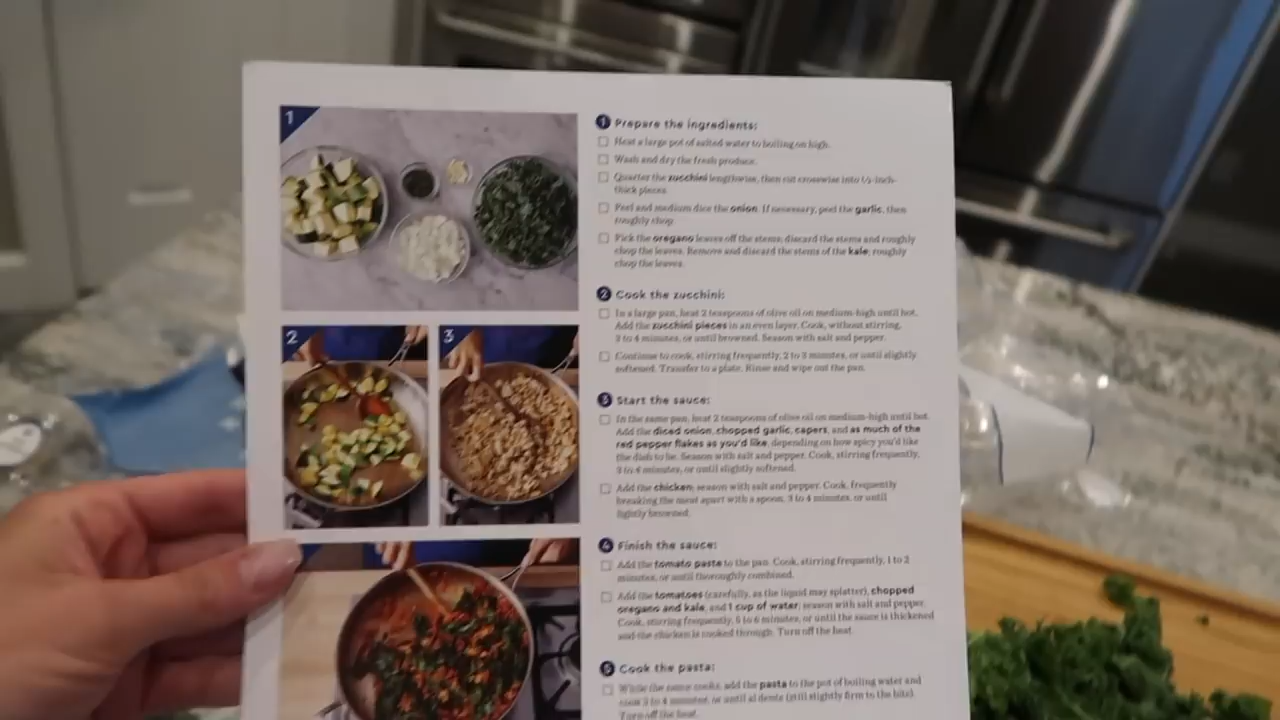 1
2
3
1 Prepare the ingredients:
Heat a large pot of salted water to boiling on high.
Wash and dry the fresh produce.
Quarter the zucchini lengthwise, then cut crosswise into 1/2-inch-
thick pieces.
Peel and medium dice the onion. If necessary, peel the garlic, then
roughly chop.
Pick the oregano leaves off the stems; discard the stems and roughly
chop the leaves. Remove and discard the stems of the kale; roughly
chop the leaves.
2 Cook the zucchini:
In a large pan, heat 2 teaspoons of olive oil on medium-high until hot.
Add the zucchini pieces in an even layer. Cook, without stirring,
3 to 4 minutes, or until browned. Season with salt and pepper.
Continue to cook, stirring frequently, 2 to 3 minutes, or until slightly
softened. Transfer to a plate. Rinse and wipe out the pan.
3 Start the sauce:
In the same pan, heat 2 teaspoons of olive oil on medium-high until hot.
Add the diced onion, chopped garlic, capers, and as much of the
red pepper flakes as you'd like, depending on how spicy you'd like
the dish to be. Season with salt and pepper. Cook, stirring frequently,
3 to 4 minutes, or until slightly softened.
Add the chicken; season with salt and pepper. Cook, frequently
breaking the meat apart with a spoon, 3 to 4 minutes, or until
lightly browned.
4 Finish the sauce:
Add the tomato paste to the pan. Cook, stirring frequently, 1 to 2
minutes, or until thoroughly combined.
Add the tomatoes (carefully, as the liquid may splatter), chopped
oregano and kale, and 1 cup of water; season with salt and pepper.
Cook, stirring frequently, 5 to 6 minutes, or until the sauce is thickened
and the chicken is cooked through. Turn off the heat.
5 Cook the pasta:
While the sauce cooks, add the pasta to the pot of boiling water and
cook 3 to 4 minutes, or until al dente (still slightly firm to the bite).
Turn off the heat.